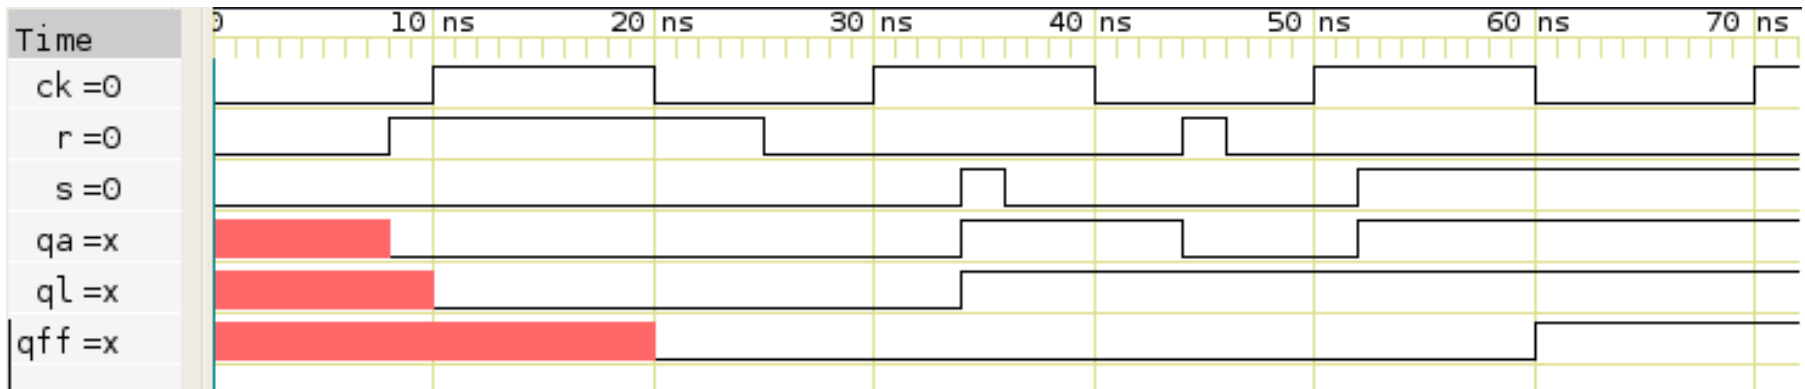 Time
0 10 ns 20 ns 30 ns 40 ns 50 ns 60 ns 70 ns
ck =0
r =0
s =0
qa =x
ql =x
qff =x